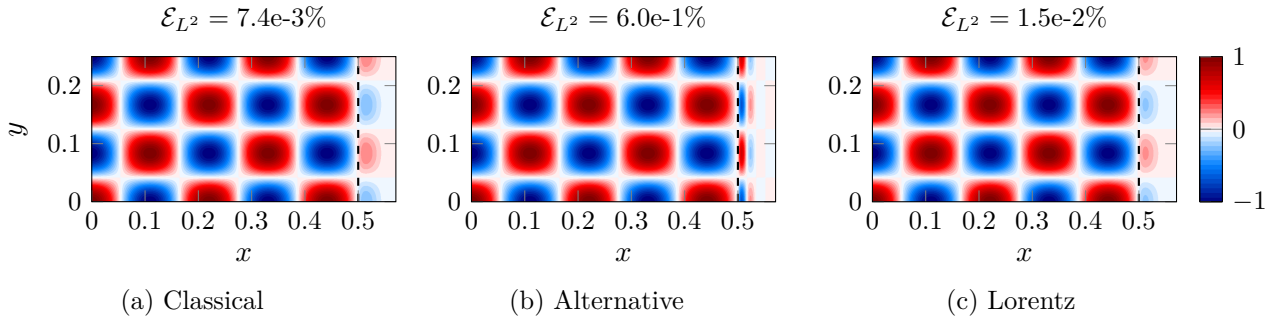 ℰ_{L²} = 7.4e-3%
ℰ_{L²} = 6.0e-1%
ℰ_{L²} = 1.5e-2%
0.2
0.1
0
y
0 0.1 0.2 0.3 0.4 0.5
x
(a) Classical
0.2
0.1
0
0 0.1 0.2 0.3 0.4 0.5
x
(b) Alternative
0.2
0.1
0
0 0.1 0.2 0.3 0.4 0.5
x
(c) Lorentz
1
0
−1